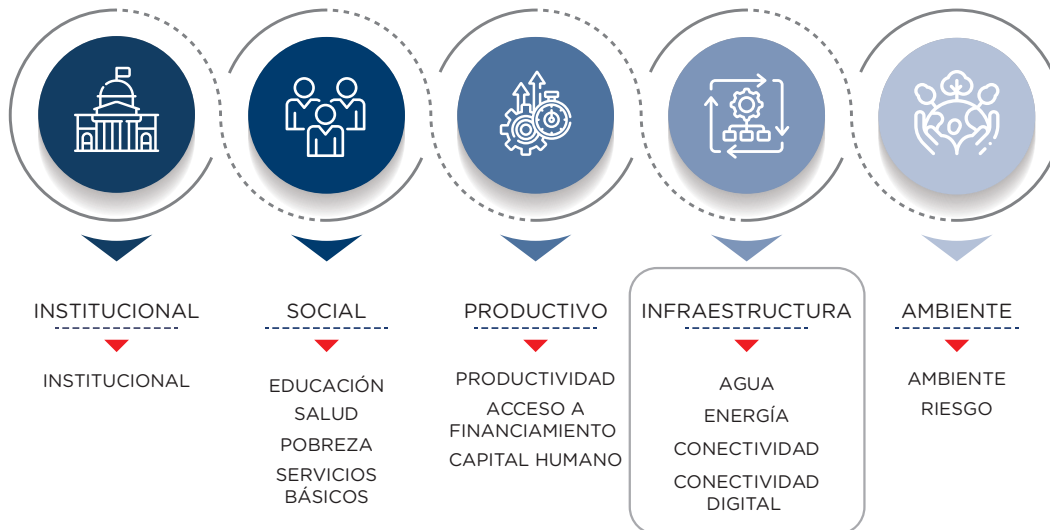 INSTITUCIONAL
INSTITUCIONAL
SOCIAL
EDUCACIÓN
SALUD
POBREZA
SERVICIOS
BÁSICOS
PRODUCTIVO
PRODUCTIVIDAD
ACCESO A
FINANCIAMIENTO
CAPITAL HUMANO
INFRAESTRUCTURA
AGUA
ENERGÍA
CONECTIVIDAD
CONECTIVIDAD
DIGITAL
AMBIENTE
AMBIENTE
RIESGO